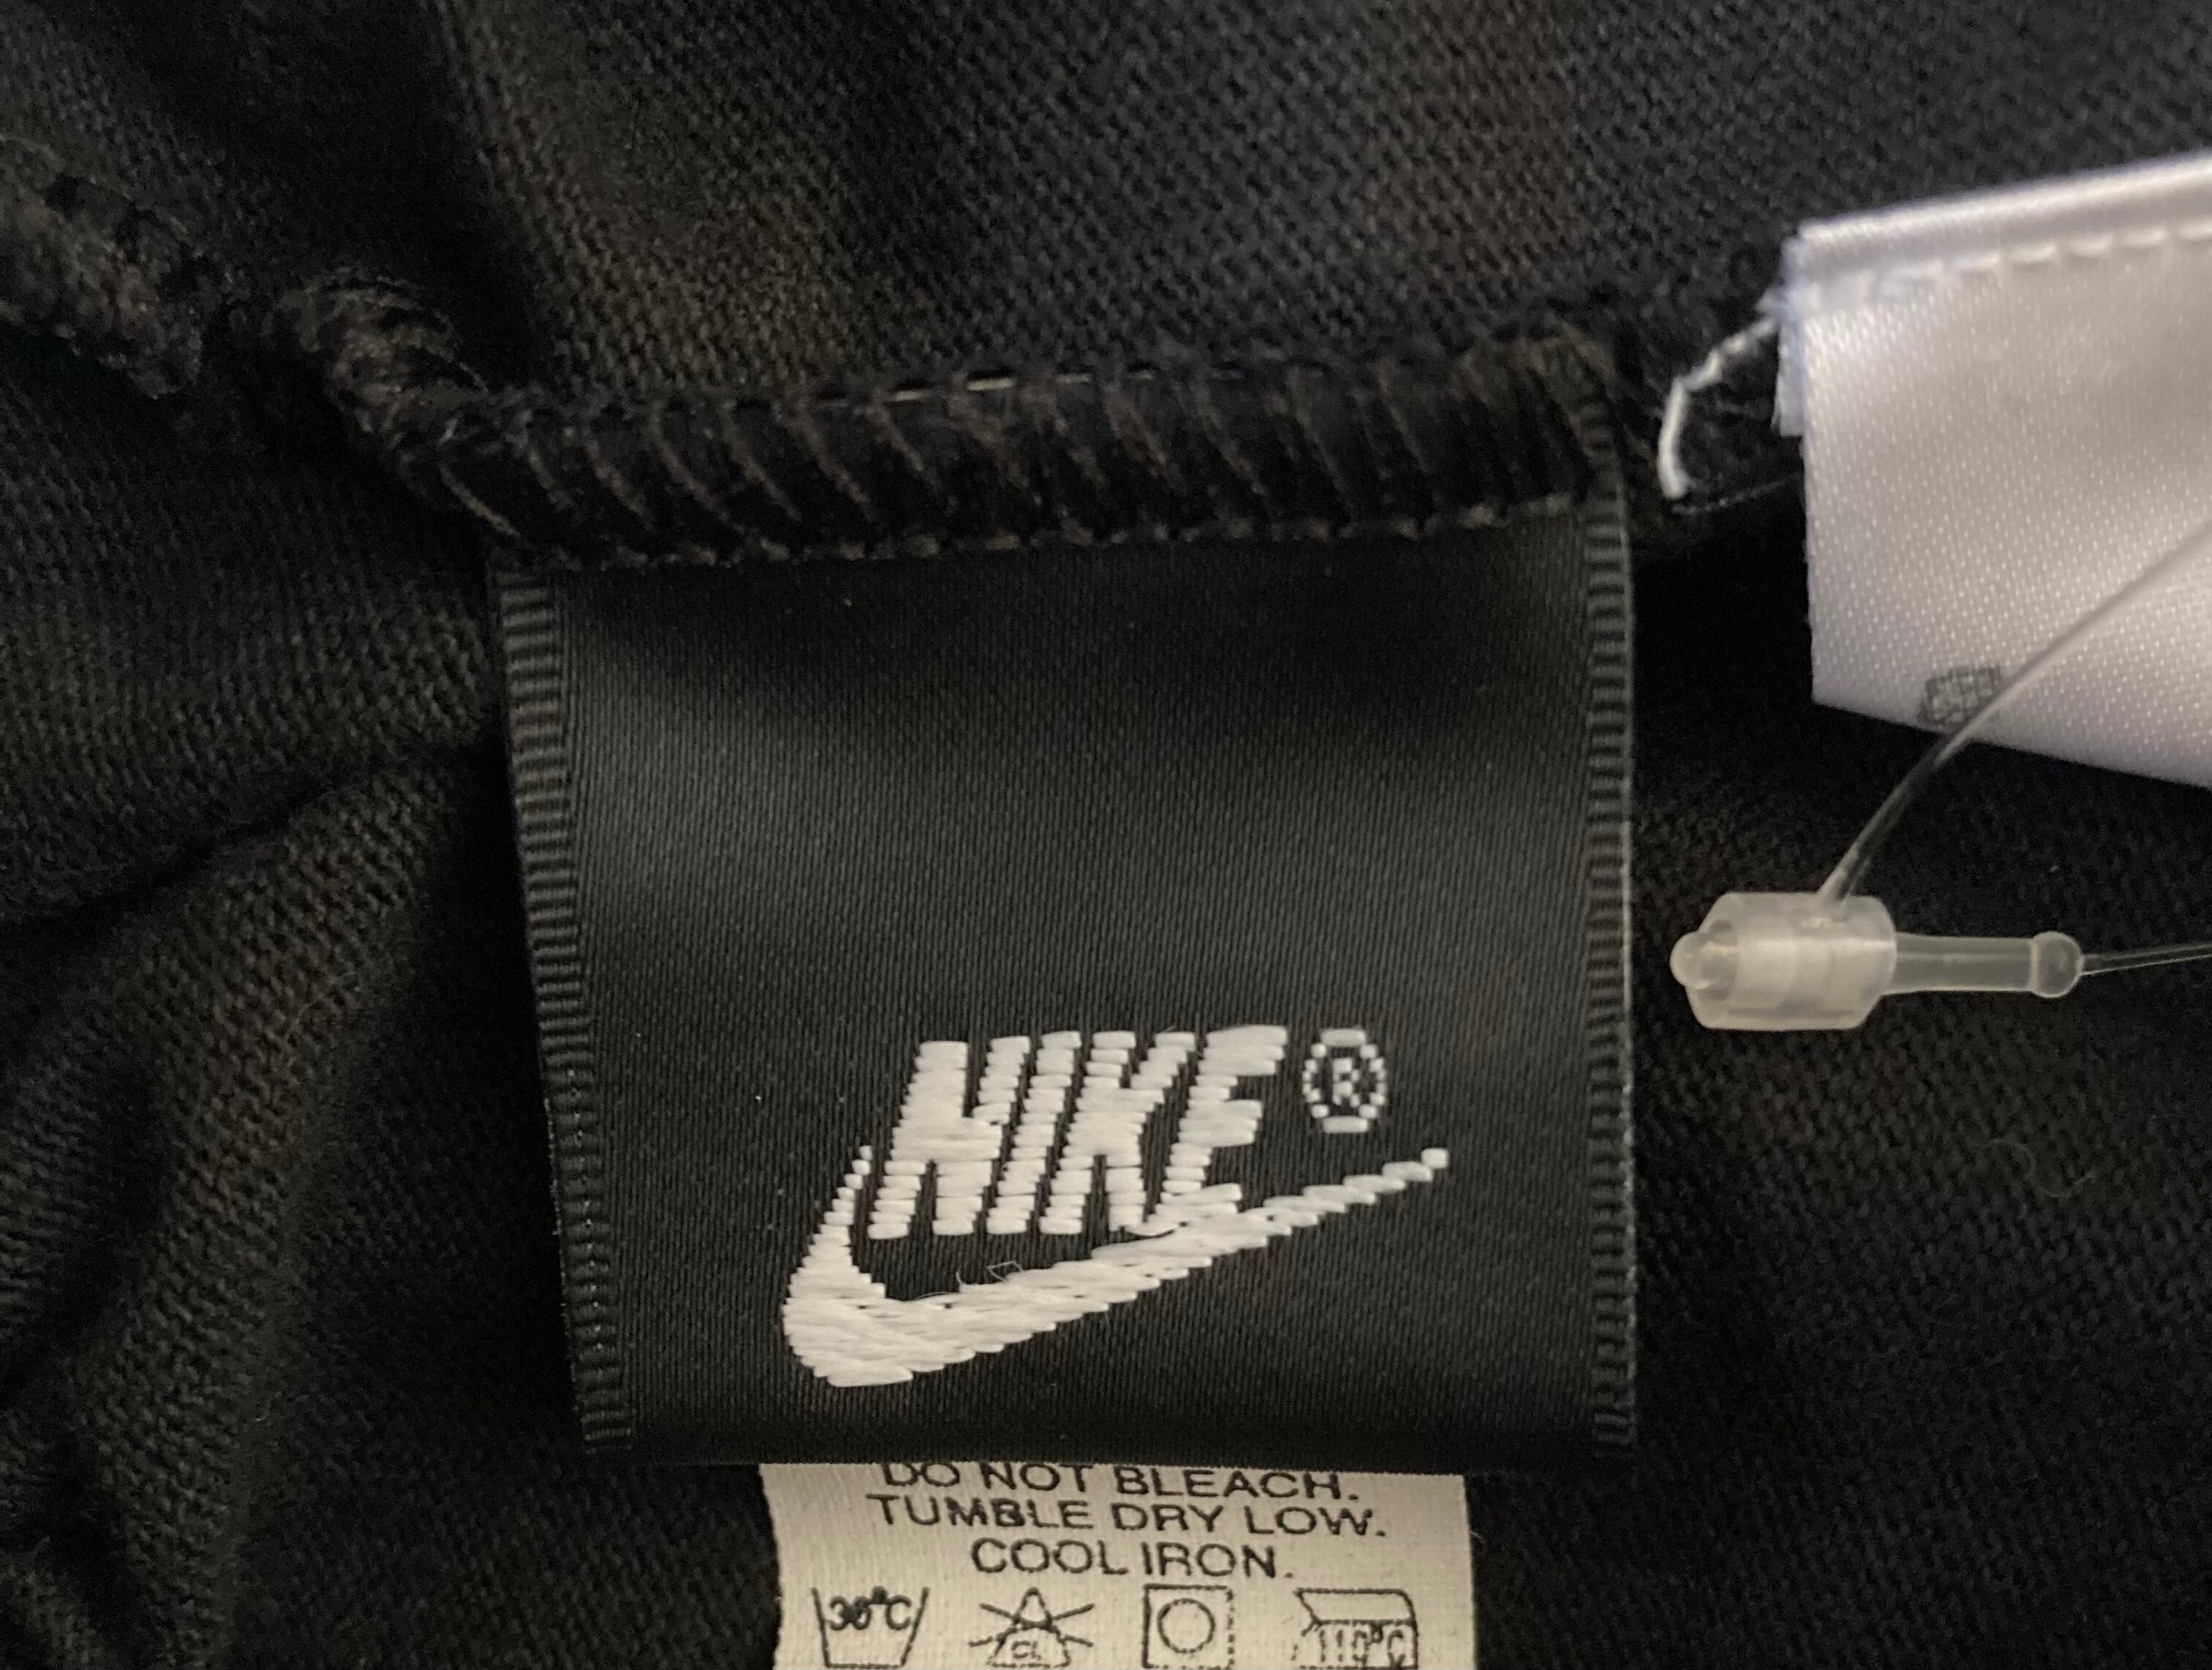 NIKE®
DO NOT BLEACH.
TUMBLE DRY LOW.
COOL IRON.
30°C CL 110°C